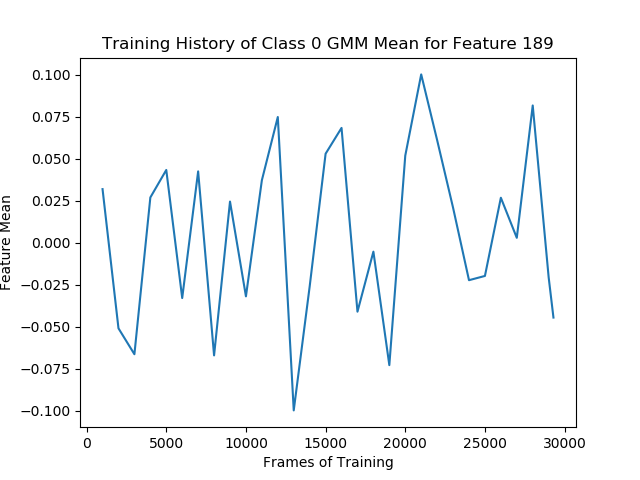 Training History of Class 0 GMM Mean for Feature 189
0.100
0.075
0.050
0.025
0.000
−0.025
−0.050
−0.075
−0.100
Feature Mean
0 5000 10000 15000 20000 25000 30000
Frames of Training